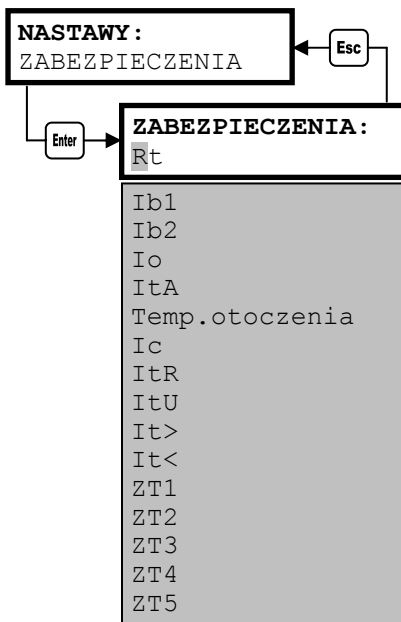 NASTAWY:
ZABEZPIECZENIA
Esc
Enter
ZABEZPIECZENIA:
Rt
Ib1
Ib2
Io
ItA
Temp.otoczenia
Ic
ItR
ItU
It>
It<
ZT1
ZT2
ZT3
ZT4
ZT5